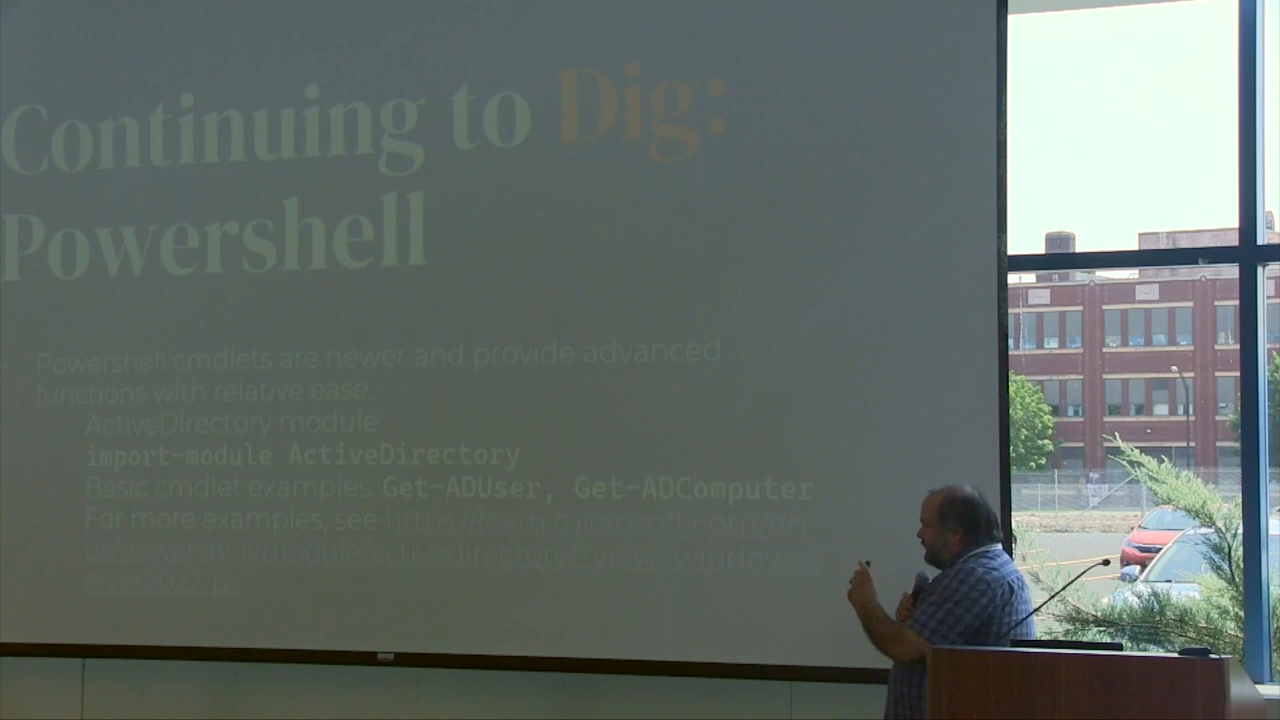 Continuing to Dig:
Powershell
Powershell cmdlets are newer and provide advanced
functions with relative ease.
ActiveDirectory module:
import-module ActiveDirectory
Basic cmdlet examples: Get-ADUser, Get-ADComputer
For more examples, see